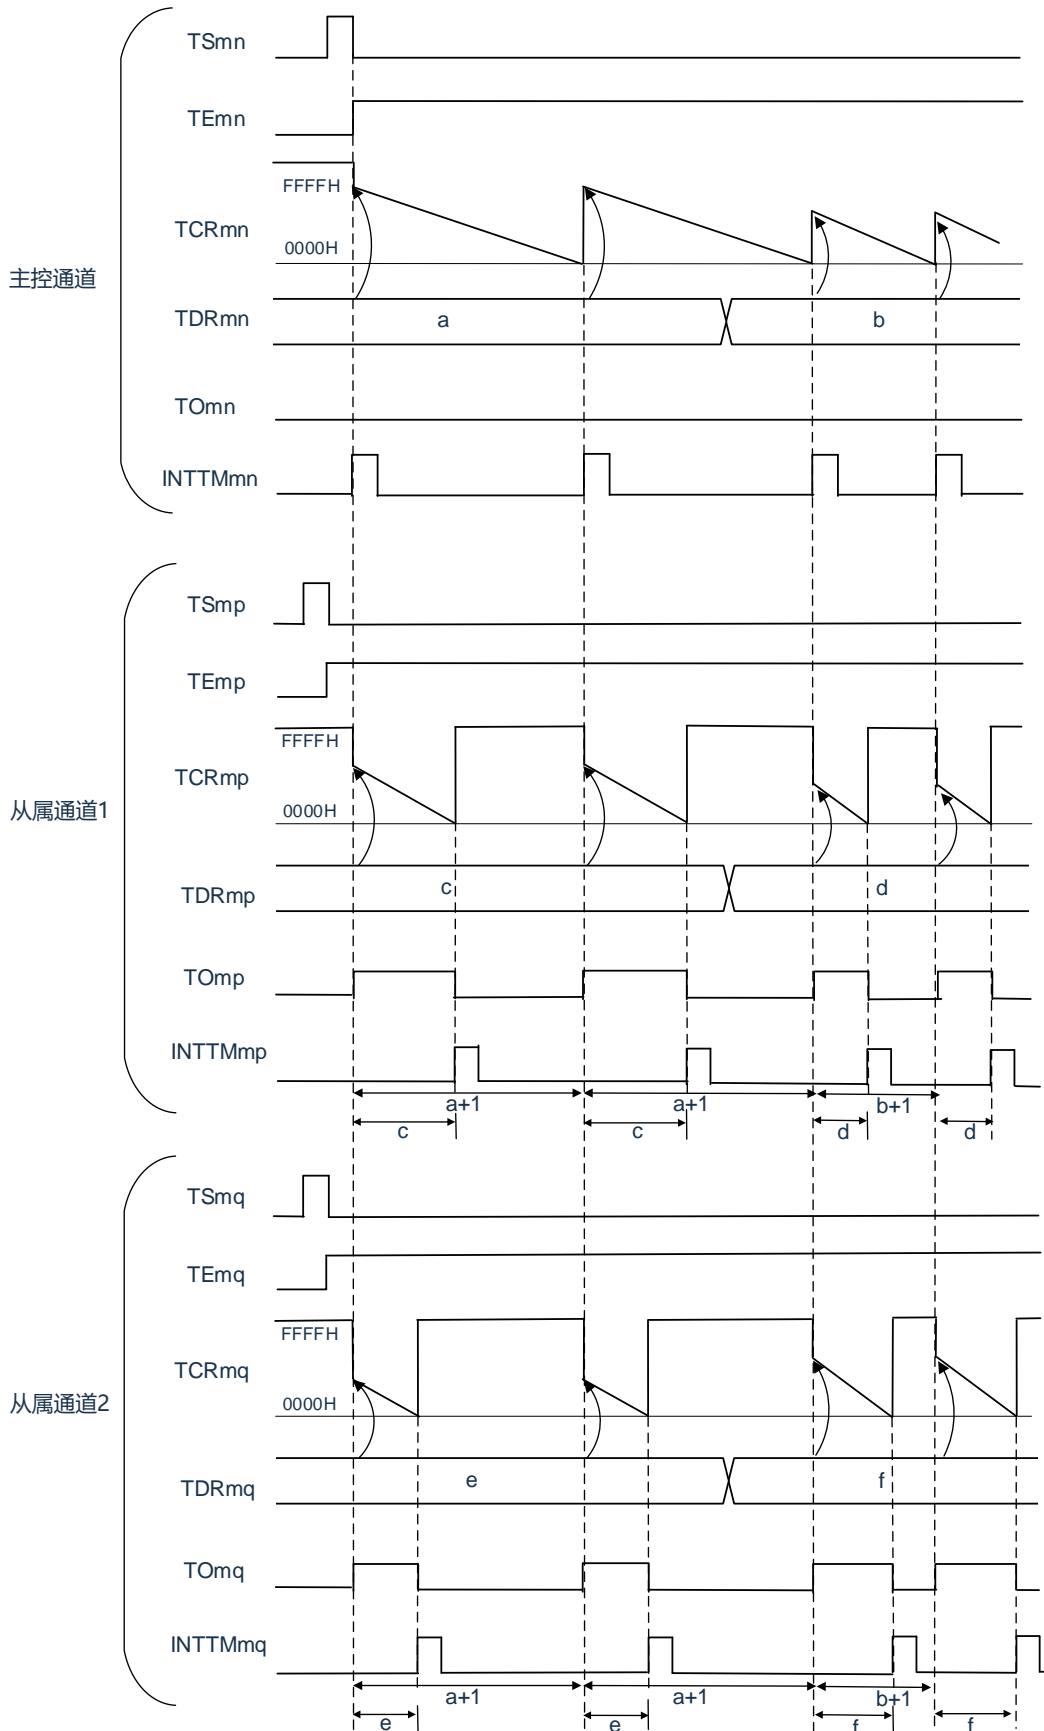 TSmn
TEmn
FFFFH
TCRmn
0000H
主控通道
TDRmn
a
b
TOmn
INTTMmn
TSmp
TEmp
FFFFH
TCRmp
从属通道1
0000H
TDRmp
c
d
TOmp
INTTMmp
a+1
a+1
b+1
c
c
d
d
TSmq
TEmq
FFFFH
TCRmq
从属通道2
0000H
TDRmq
e
f
TOmq
INTTMmq
a+1
a+1
b+1
e
e
f
f